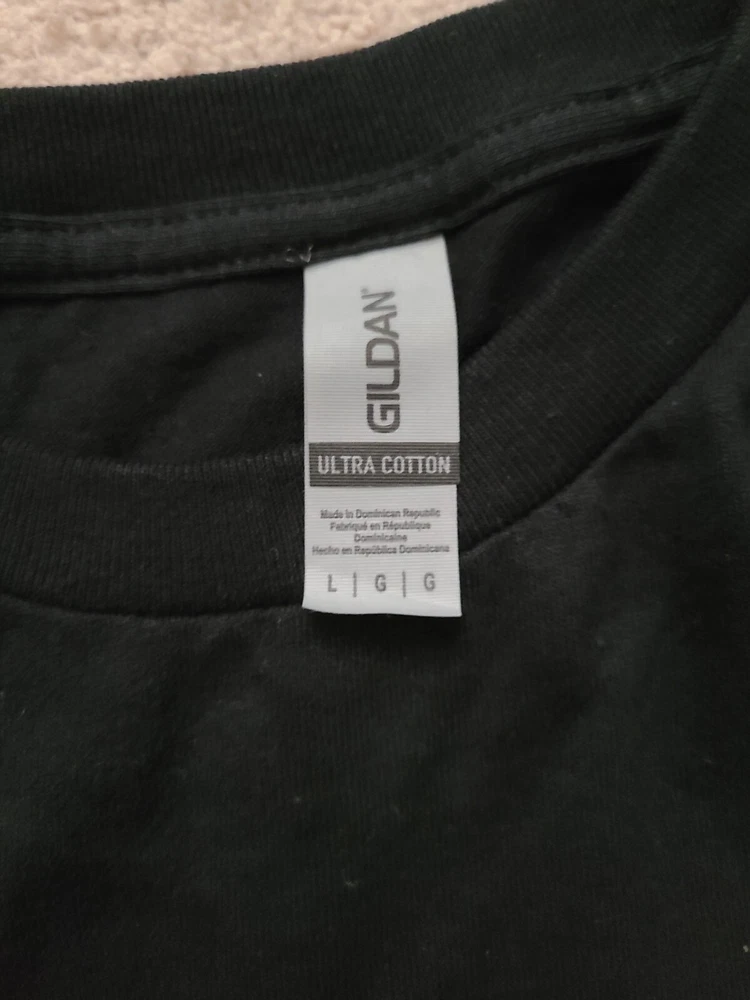 GILDAN®
ULTRA COTTON
Made in Dominican Republic
Fabriqué en République
Dominicaine
Hecho en República Dominicana
L | G | G